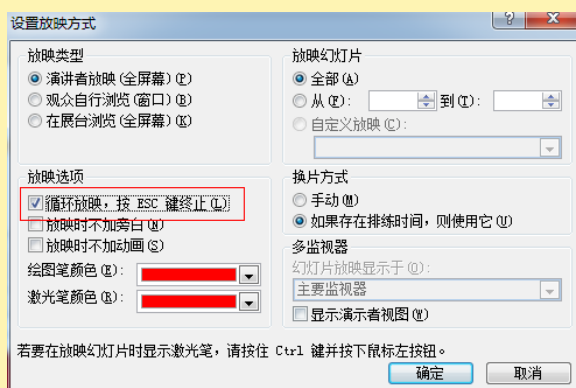 设置放映方式
放映类型
演讲者放映(全屏幕)(P)
观众自行浏览(窗口)(B)
在展台浏览(全屏幕)(K)
放映幻灯片
全部(A)
从(F): 到(T):
自定义放映(C):
放映选项
循环放映，按 ESC 键终止(L)
放映时不加旁白(N)
放映时不加动画(S)
绘图笔颜色(E):
激光笔颜色(R):
换片方式
手动(M)
如果存在排练时间，则使用它(U)
多监视器
幻灯片放映显示于(O):
主要监视器
显示演示者视图(W)
若要在放映幻灯片时显示激光笔，请按住 Ctrl 键并按下鼠标左按钮。
确定 取消